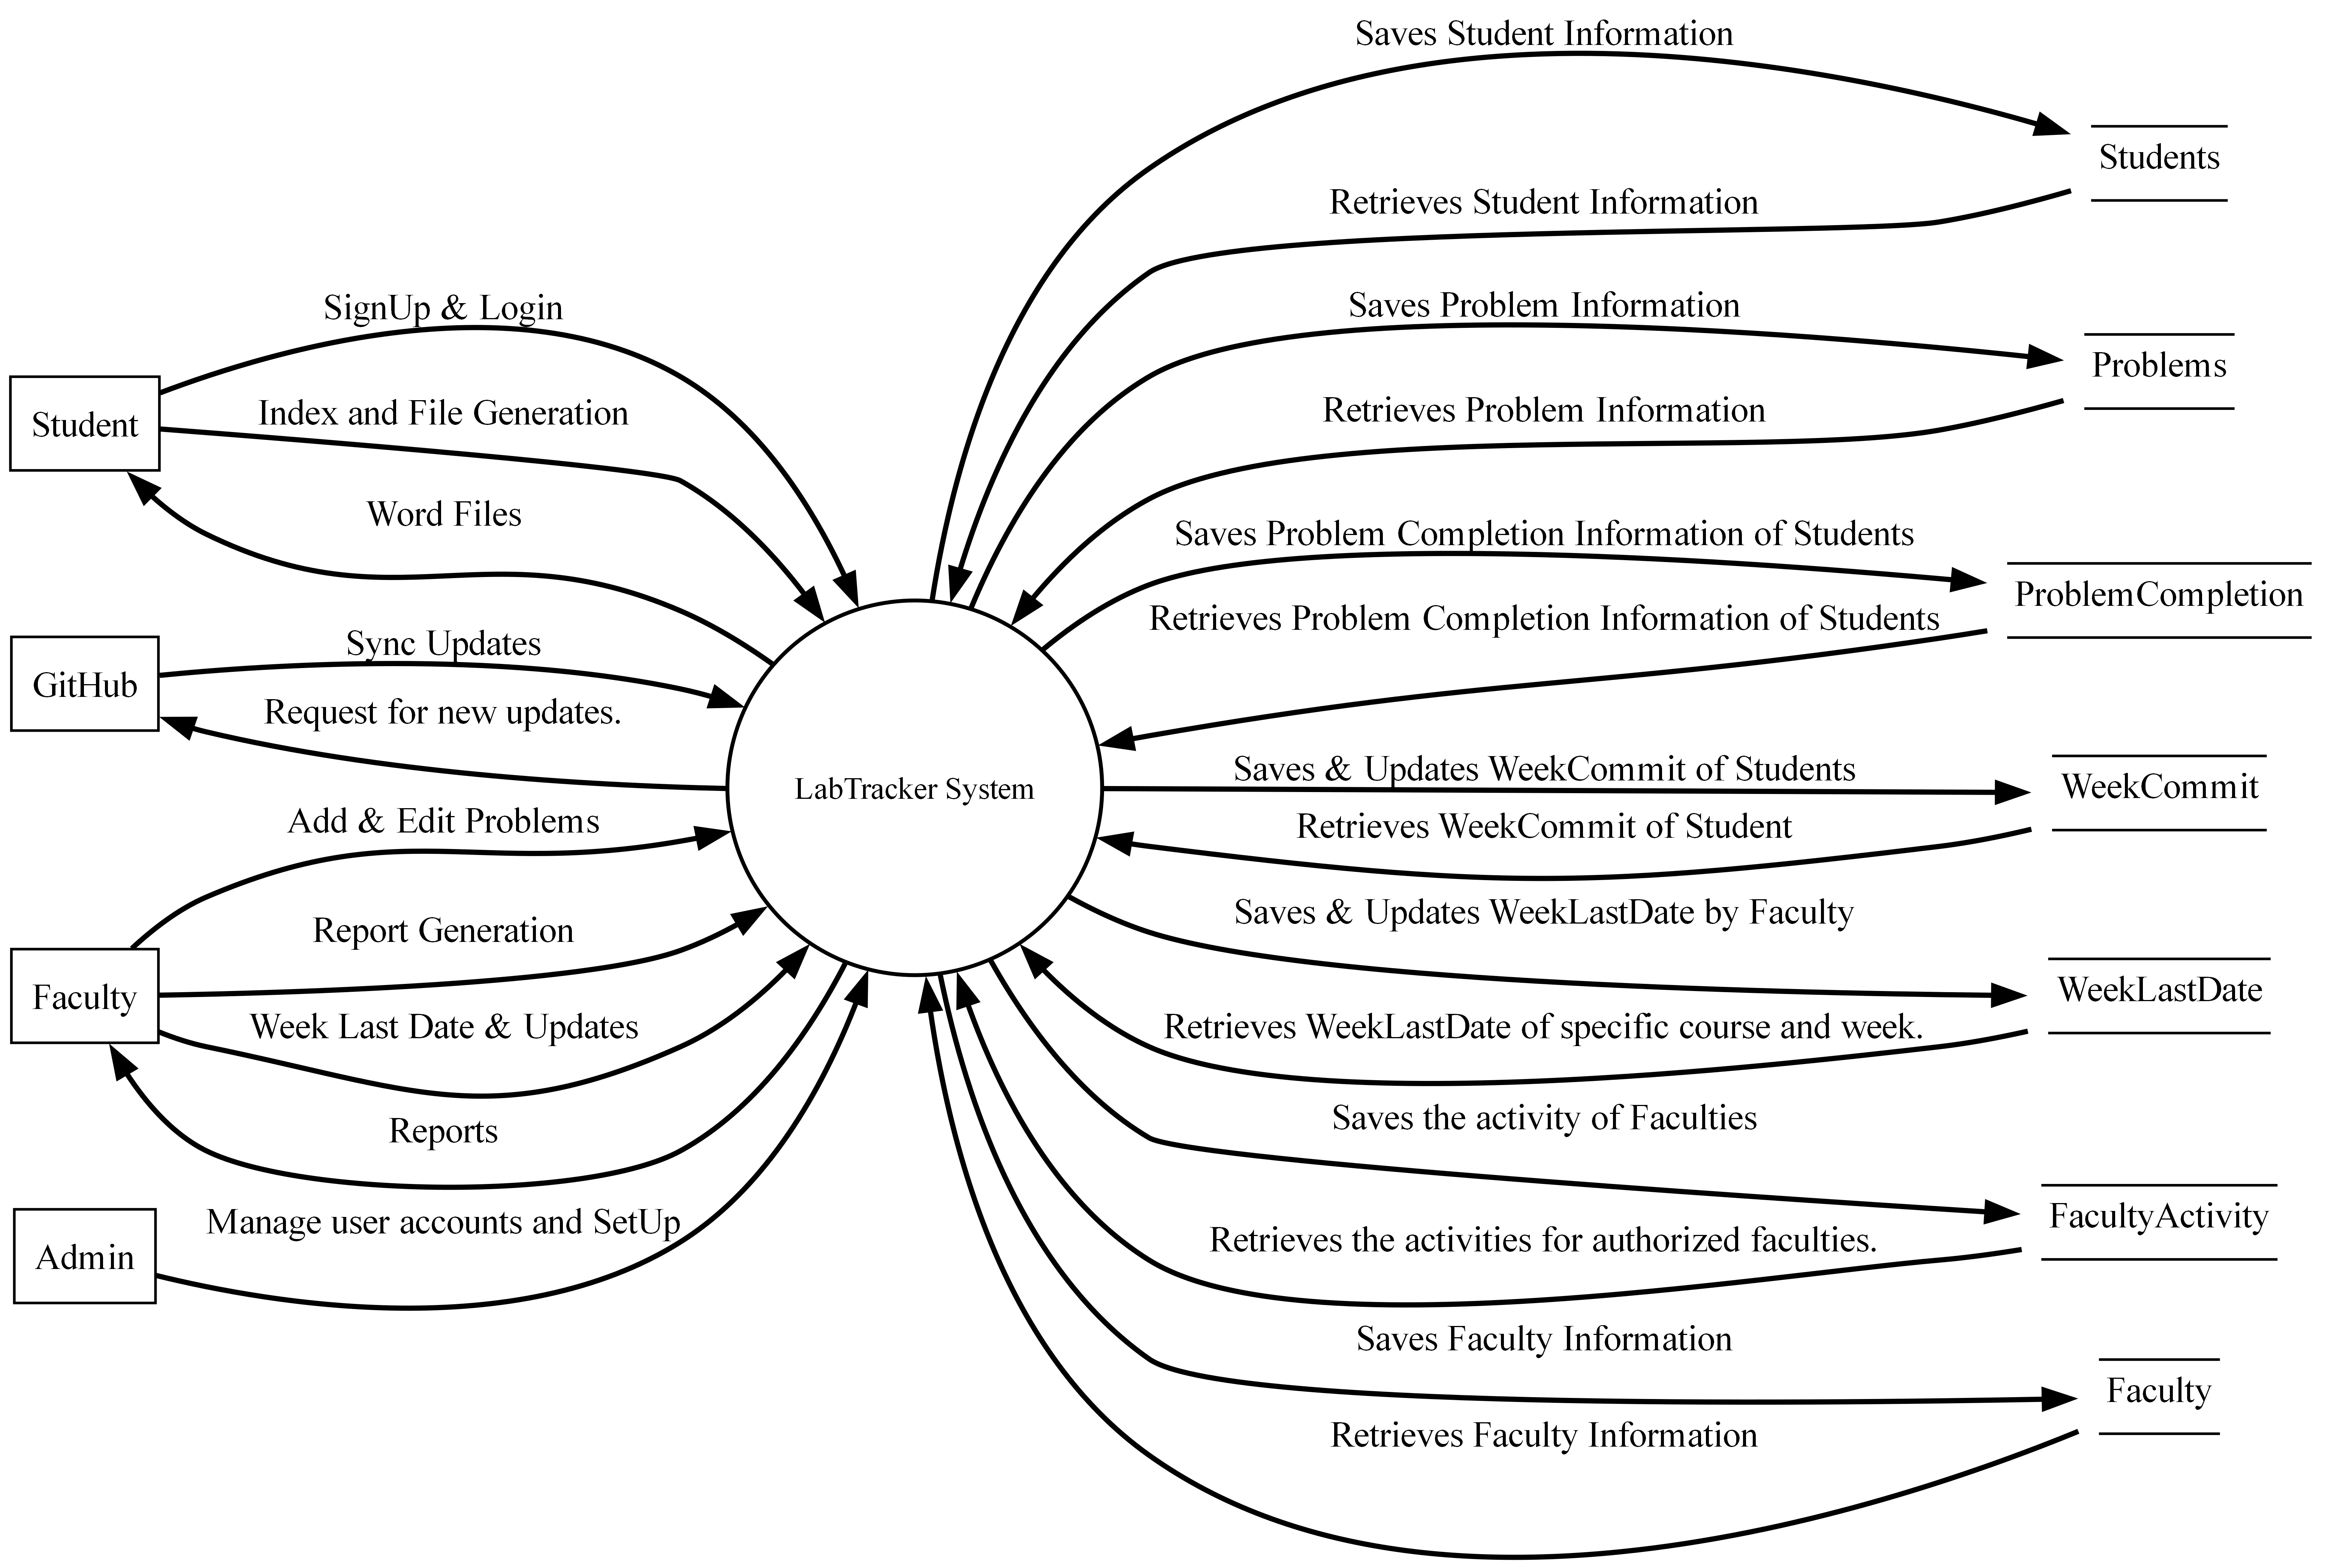 Saves Student Information
Students
Retrieves Student Information
SignUp & Login
Saves Problem Information
Problems
Index and File Generation
Retrieves Problem Information
Student
Word Files
Saves Problem Completion Information of Students
ProblemCompletion
Retrieves Problem Completion Information of Students
Sync Updates
GitHub
Request for new updates.
LabTracker System
Saves & Updates WeekCommit of Students
WeekCommit
Retrieves WeekCommit of Student
Add & Edit Problems
Saves & Updates WeekLastDate by Faculty
Report Generation
WeekLastDate
Faculty
Week Last Date & Updates
Retrieves WeekLastDate of specific course and week.
Saves the activity of Faculties
Reports
FacultyActivity
Manage user accounts and SetUp
Retrieves the activities for authorized faculties.
Admin
Saves Faculty Information
Faculty
Retrieves Faculty Information